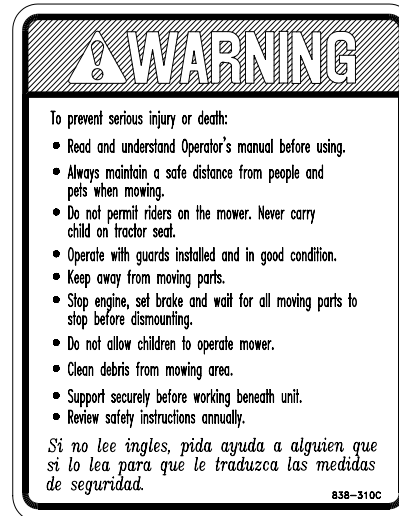 WARNING
To prevent serious injury or death:
• Read and understand Operator's manual before using.
• Always maintain a safe distance from people and
pets when mowing.
• Do not permit riders on the mower. Never carry
child on tractor seat.
• Operate with guards installed and in good condition.
• Keep away from moving parts.
• Stop engine, set brake and wait for all moving parts to
stop before dismounting.
• Do not allow children to operate mower.
• Clean debris from mowing area.
• Support securely before working beneath unit.
• Review safety instructions annually.
Si no lee ingles, pida ayuda a alguien que
si lo lea para que le traduzca las medidas
de seguridad.
838-310C